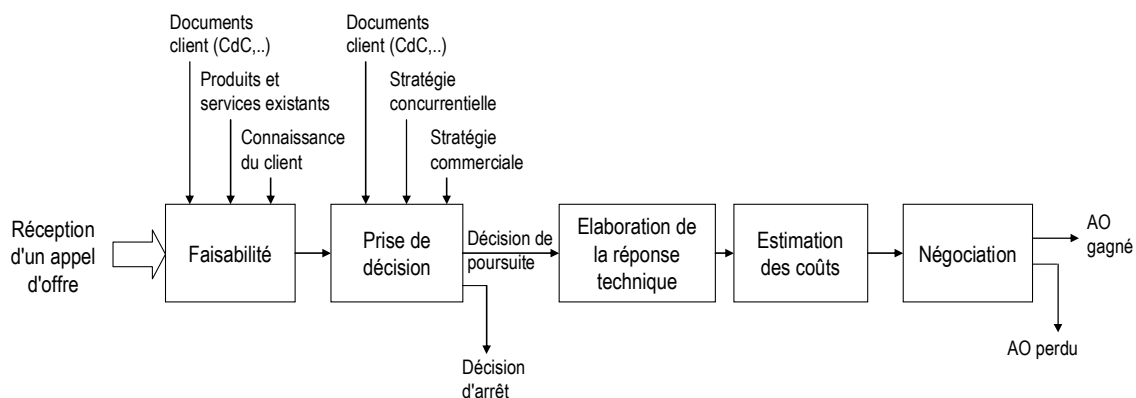 Documents
client (CdC,..)
Produits et
services existants
Connaissance
du client
Documents
client (CdC,..)
Stratégie
concurrentielle
Stratégie
commerciale
Réception
d'un appel
d'offre
Faisabilité
Prise de
décision
Décision de
poursuite
Décision
d'arrêt
Elaboration de
la réponse
technique
Estimation
des coûts
Négociation
AO
gagné
AO perdu